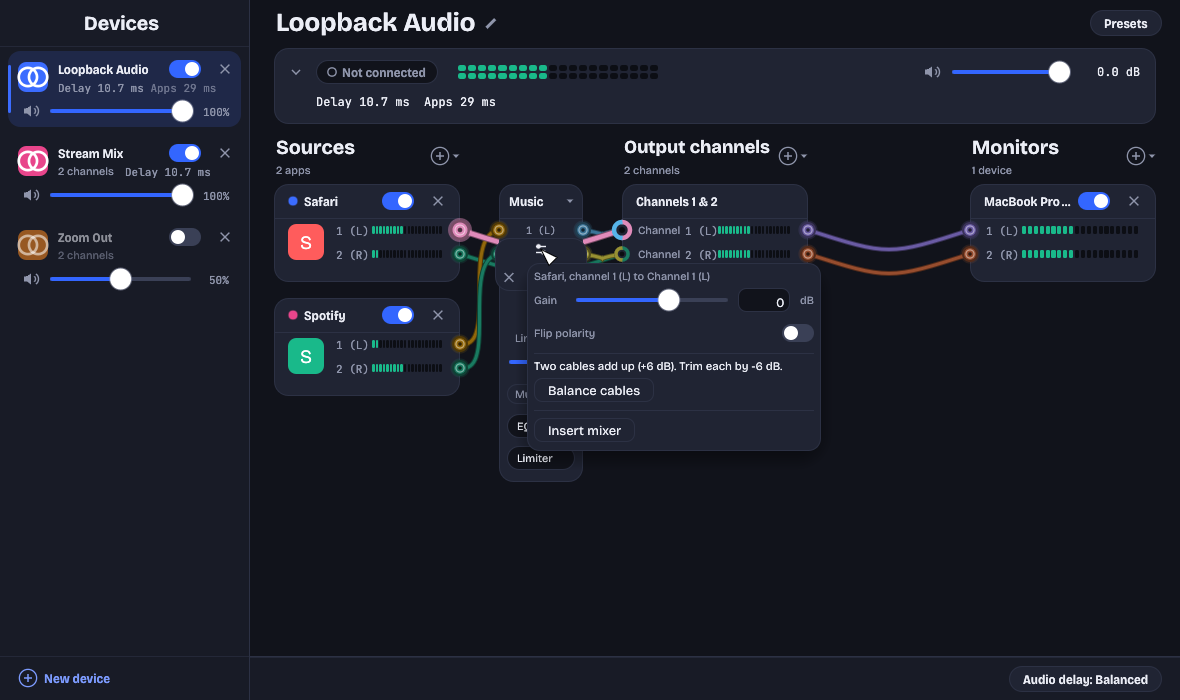 Devices
Loopback Audio
Delay 10.7 ms Apps 29 ms
100%
Stream Mix
2 channels Delay 10.7 ms
100%
Zoom Out
2 channels
50%
New device
Loopback Audio
Presets
Not connected
0.0 dB
Delay 10.7 ms Apps 29 ms
Sources
2 apps
Output channels
2 channels
Monitors
1 device
Safari
S
1 (L)
2 (R)
Spotify
S
1 (L)
2 (R)
Music
1 (L)
Limiter
Channels 1 & 2
Channel 1 (L)
Channel 2 (R)
MacBook Pro ...
1 (L)
2 (R)
Safari, channel 1 (L) to Channel 1 (L)
Gain 0 dB
Flip polarity
Two cables add up (+6 dB). Trim each by -6 dB.
Balance cables
Insert mixer
Audio delay: Balanced